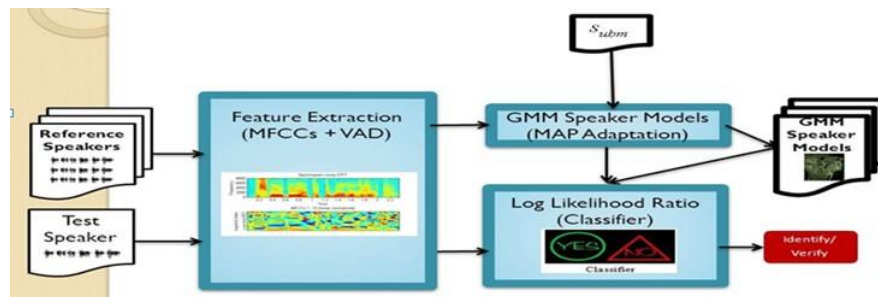 S_ubm
Reference
Speakers
Test
Speaker
Feature Extraction
(MFCCs + VAD)
GMM Speaker Models
(MAP Adaptation)
GMM
Speaker
Models
Log Likelihood Ratio
(Classifier)
YES
NO
Classifier
Identify/
Verify